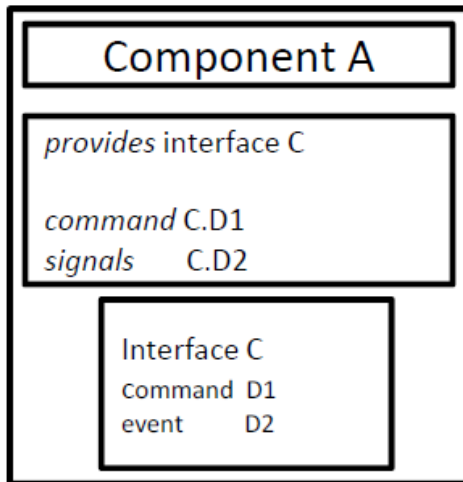 Component A
provides interface C
command C.D1
signals C.D2
Interface C
command D1
event D2